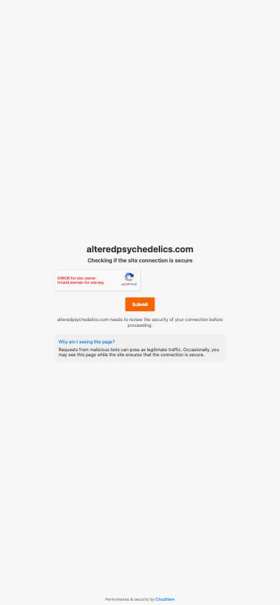 alteredpsychedelics.com
Checking if the site connection is secure
ERROR for site owner:
Invalid domain for site key
reCAPTCHA
Submit
alteredpsychedelics.com needs to review the security of your connection before
proceeding.
Why am I seeing this page?
Requests from malicious bots can pose as legitimate traffic. Occasionally, you
may see this page while the site ensures that the connection is secure.
Performance & security by Cloudflare